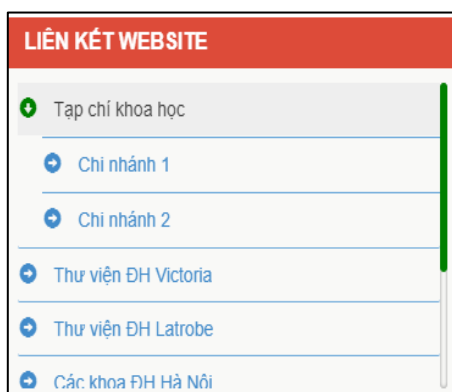 LIÊN KẾT WEBSITE
Tạp chí khoa học
Chi nhánh 1
Chi nhánh 2
Thư viện ĐH Victoria
Thư viện ĐH Latrobe
Các khoa ĐH Hà Nội